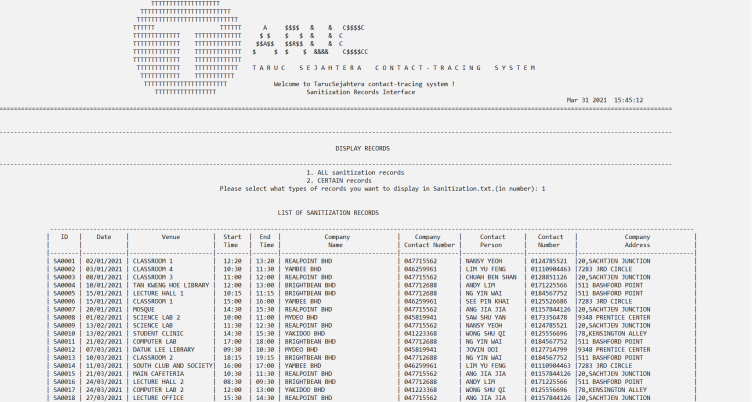 TTTTTTTTTTTTTTTTTTT
TTTTTTTTTTTTTTTTTTTTTTTTT
TTTTTTTTTTTTTTTTTTTTTTTTTTTT
TTTTTT TTTTTT A $$$$ & & C$$$$C
TTTTTTTTTTTTT TTTTTTTTTTTTT $ $ $ $ & & C
TTTTTTTTTTTTT TTTTTTTTTTTTT $$A$$ $$R$$ & & C
TTTTTTTTTTTTT TTTTTTTTTTTTT $ $ $ $ &&&& C$$$$CC
TTTTTTTTTTTTT TTTTTTTTTTTTT
TTTTTTTTTTTT TTTTTTTTTTTT T A R U C S E J A H T E R A C O N T A C T - T R A C I N G S Y S T E M
TTTTTTTTTTT TTTTTTTTTTT
TTTTTTTTTTTTTTTTTTTTTTT Welcome to TarucSejahtera contact-tracing system !
TTTTTTTTTTTTTTTTT Sanitization Records Interface
Mar 31 2021 15:45:12
DISPLAY RECORDS
1. ALL sanitization records
2. CERTAIN records
Please select what types of records you want to display in Sanitization.txt.(in number): 1
LIST OF SANITIZATION RECORDS
| ID | Date | Venue | Start | End | Company | Company | Contact | Contact | Company |
| | | | Time | Time | Name | Contact Number | Person | Number | Address |
| SA0001 | 02/01/2021 | CLASSROOM 1 | 12:20 | 13:20 | REALPOINT BHD | 047715562 | NANSY YEOH | 0124785521 |20,SACHTJEN JUNCTION |
| SA0002 | 03/01/2021 | CLASSROOM 4 | 10:30 | 11:30 | YAMBEE BHD | 046259961 | LIM YU FENG | 01110904463 |7283 3RD CIRCLE |
| SA0003 | 08/01/2021 | CLASSROOM 3 | 11:00 | 12:00 | REALPOINT BHD | 047715562 | CHUAH BEN SHAN | 0128851126 |20,SACHTJEN JUNCTION |
| SA0004 | 10/01/2021 | TAN KWENG HOE LIBRARY | 12:00 | 13:00 | BRIGHTBEAN BHD | 047712688 | ANDY LIM | 0171225566 |511 BASHFORD POINT |
| SA0005 | 15/01/2021 | LECTURE HALL 1 | 10:15 | 11:15 | BRIGHTBEAN BHD | 047712688 | NG YIN WAI | 0184567752 |511 BASHFORD POINT |
| SA0006 | 15/01/2021 | CLASSROOM 2 | 15:00 | 16:00 | YAMBEE BHD | 046259961 | SEE PIN KHAI | 0125526686 |7283 3RD CIRCLE |
| SA0007 | 20/01/2021 | MOSQUE | 14:30 | 15:30 | REALPOINT BHD | 047715562 | ANG JIA JIA | 01157844126 |20,SACHTJEN JUNCTION |
| SA0008 | 01/02/2021 | SCIENCE LAB 2 | 10:00 | 11:00 | MYDEO BHD | 045819941 | SAW SHU YAN | 0173356478 |9348 PRENTICE CENTER |
| SA0009 | 13/02/2021 | SCIENCE LAB | 11:30 | 12:30 | REALPOINT BHD | 047715562 | NANSY YEOH | 0124785521 |20,SACHTJEN JUNCTION |
| SA0010 | 13/02/2021 | STUDENT CLINIC | 14:30 | 15:30 | YAKIDOO BHD | 041223368 | WONG SHU QI | 0125556696 |78,KENSINGTON ALLEY |
| SA0011 | 21/02/2021 | COMPUTER LAB | 17:00 | 18:00 | BRIGHTBEAN BHD | 047712688 | NG YIN WAI | 0184567752 |511 BASHFORD POINT |
| SA0012 | 07/03/2021 | DATUK LEE LIBRARY | 09:30 | 10:30 | MYDEO BHD | 045819941 | JOVIN OOI | 0127714799 |9348 PRENTICE CENTER |
| SA0013 | 10/03/2021 | CLASSROOM 2 | 18:15 | 19:15 | BRIGHTBEAN BHD | 047712688 | NG YIN WAI | 0184567752 |511 BASHFORD POINT |
| SA0014 | 11/03/2021 | SOUTH CLUB AND SOCIETY| 16:00 | 17:00 | YAMBEE BHD | 046259961 | LIM YU FENG | 01110904463 |7283 3RD CIRCLE |
| SA0015 | 21/03/2021 | MAIN CAFETERIA | 10:30 | 11:30 | REALPOINT BHD | 047715562 | ANG JIA JIA | 01157844126 |20,SACHTJEN JUNCTION |
| SA0016 | 24/03/2021 | LECTURE HALL 2 | 08:30 | 09:30 | BRIGHTBEAN BHD | 047712688 | ANDY LIM | 0171225566 |511 BASHFORD POINT |
| SA0017 | 24/03/2021 | COMPUTER LAB 2 | 12:00 | 13:00 | YAKIDOO BHD | 041223368 | WONG SHU QI | 0125556696 |78,KENSINGTON ALLEY |
| SA0018 | 27/03/2021 | LECTURE OFFICE | 15:30 | 14:30 | REALPOINT BHD | 047715562 | ANG JIA JIA | 01157844126 |20,SACHTJEN JUNCTION |